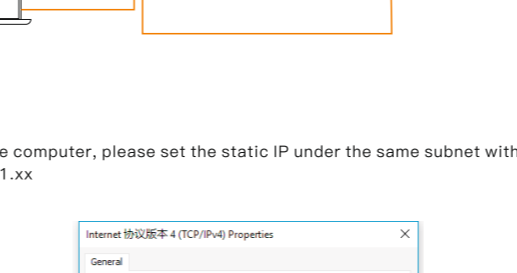 e computer, please set the static IP under the same subnet with
1.xx
Internet 协议版本 4 (TCP/IPv4) Properties
General